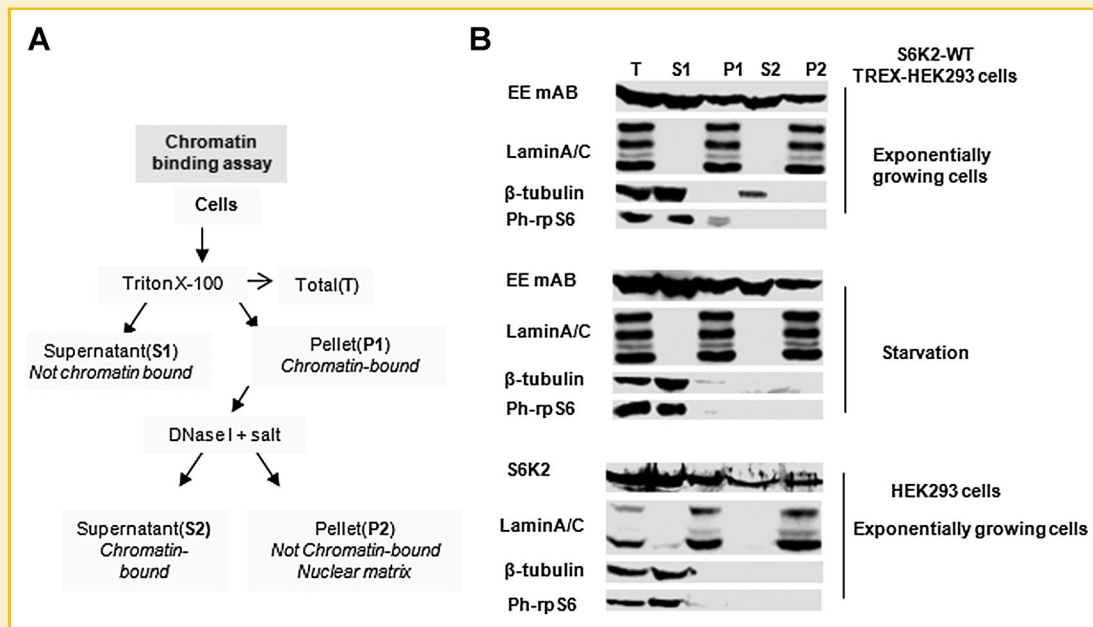 A
Chromatin
binding assay
Cells
Triton X-100
Total(T)
Supernatant(S1)
Not chromatin bound
Pellet(P1)
Chromatin-bound
DNase I + salt
Supernatant(S2)
Chromatin-
bound
Pellet(P2)
Not Chromatin-bound
Nuclear matrix
B
T S1 P1 S2 P2
S6K2-WT
TREX-HEK293 cells
EE mAB
LaminA/C
β-tubulin
Ph-rpS6
Exponentially
growing cells
EE mAB
LaminA/C
β-tubulin
Ph-rpS6
Starvation
S6K2
LaminA/C
β-tubulin
Ph-rpS6
HEK293 cells
Exponentially growing cells